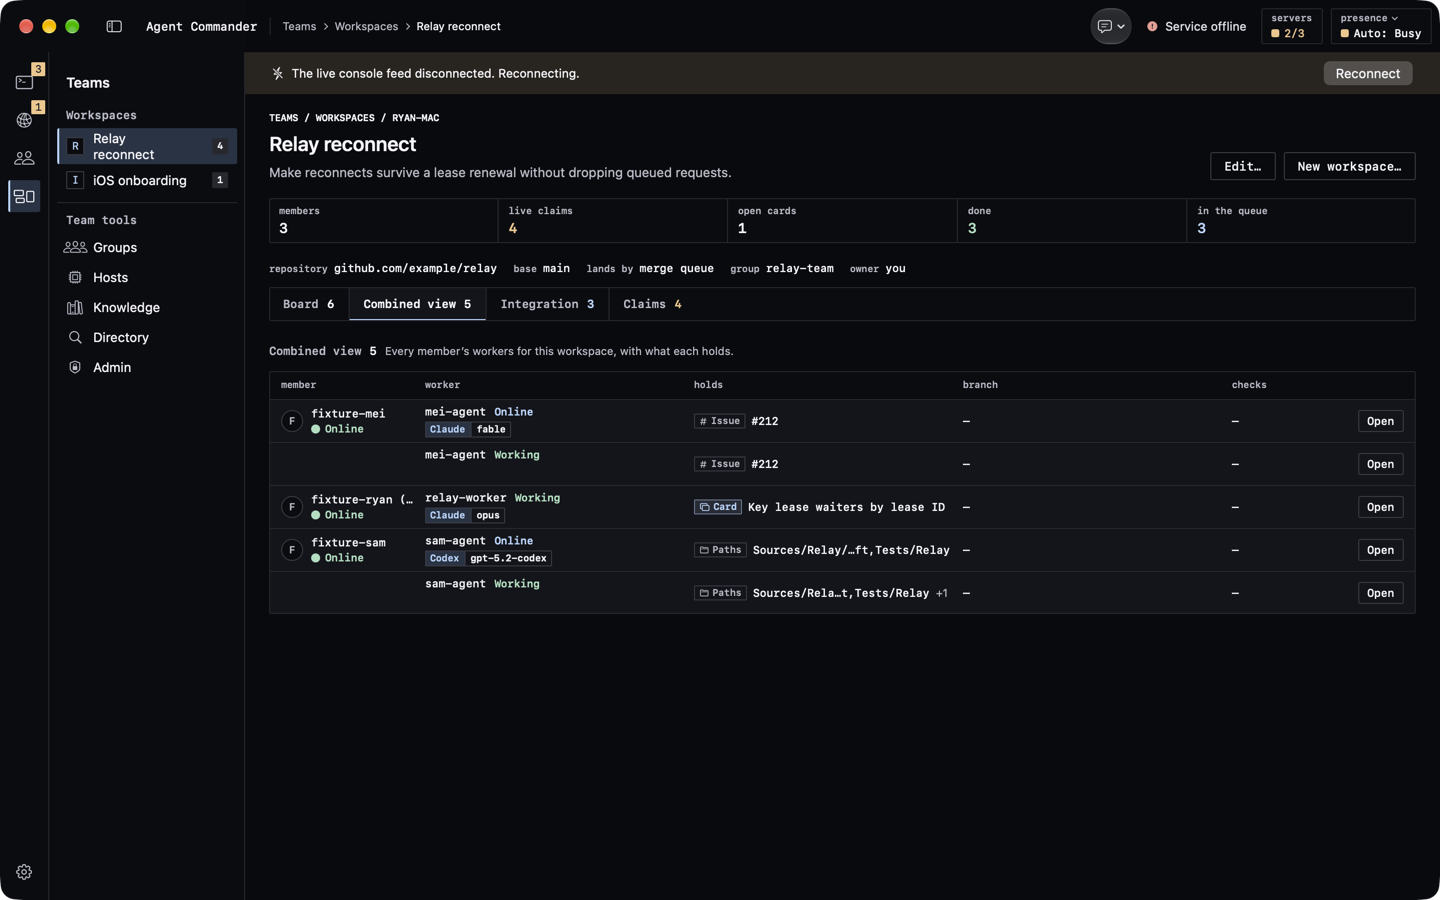 Agent Commander
Teams > Workspaces > Relay reconnect
Service offline
servers
2/3
presence
Auto: Busy
3
1
Teams
Workspaces
R Relay reconnect 4
I iOS onboarding 1
Team tools
Groups
Hosts
Knowledge
Directory
Admin
The live console feed disconnected. Reconnecting.
Reconnect
TEAMS / WORKSPACES / RYAN-MAC
Relay reconnect
Make reconnects survive a lease renewal without dropping queued requests.
Edit…
New workspace…
members
3
live claims
4
open cards
1
done
3
in the queue
3
repository github.com/example/relay base main lands by merge queue group relay-team owner you
Board 6 Combined view 5 Integration 3 Claims 4
Combined view 5 Every member's workers for this workspace, with what each holds.
member worker holds branch checks
F fixture-mei
Online
mei-agent Online
Claude fable
# Issue #212 — — Open
mei-agent Working
# Issue #212 — — Open
F fixture-ryan (…
Online
relay-worker Working
Claude opus
Card Key lease waiters by lease ID — — Open
F fixture-sam
Online
sam-agent Online
Codex gpt-5.2-codex
Paths Sources/Relay/…ft,Tests/Relay — — Open
sam-agent Working
Paths Sources/Rela…t,Tests/Relay +1 — — Open